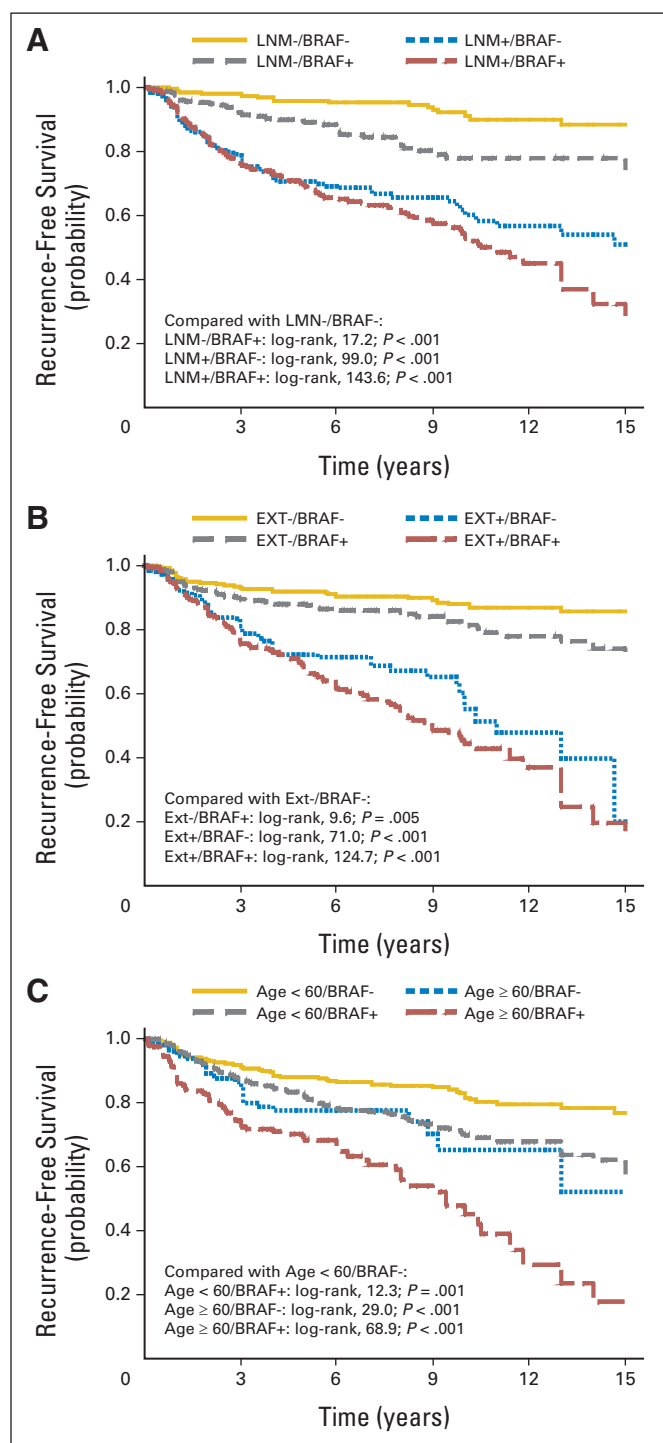 A
LNM-/BRAF- LNM+/BRAF-
LNM-/BRAF+ LNM+/BRAF+
Recurrence-Free Survival
(probability)
1.0
0.8
0.6
0.4
0.2
Compared with LMN-/BRAF-:
LNM-/BRAF+: log-rank, 17.2; P < .001
LNM+/BRAF-: log-rank, 99.0; P < .001
LNM+/BRAF+: log-rank, 143.6; P < .001
0 3 6 9 12 15
Time (years)
B
EXT-/BRAF- EXT+/BRAF-
EXT-/BRAF+ EXT+/BRAF+
Recurrence-Free Survival
(probability)
1.0
0.8
0.6
0.4
0.2
Compared with Ext-/BRAF-:
Ext-/BRAF+: log-rank, 9.6; P = .005
Ext+/BRAF-: log-rank, 71.0; P < .001
Ext+/BRAF+: log-rank, 124.7; P < .001
0 3 6 9 12 15
Time (years)
C
Age < 60/BRAF- Age ≥ 60/BRAF-
Age < 60/BRAF+ Age ≥ 60/BRAF+
Recurrence-Free Survival
(probability)
1.0
0.8
0.6
0.4
0.2
Compared with Age < 60/BRAF-:
Age < 60/BRAF+: log-rank, 12.3; P = .001
Age ≥ 60/BRAF-: log-rank, 29.0; P < .001
Age ≥ 60/BRAF+: log-rank, 68.9; P < .001
0 3 6 9 12 15
Time (years)